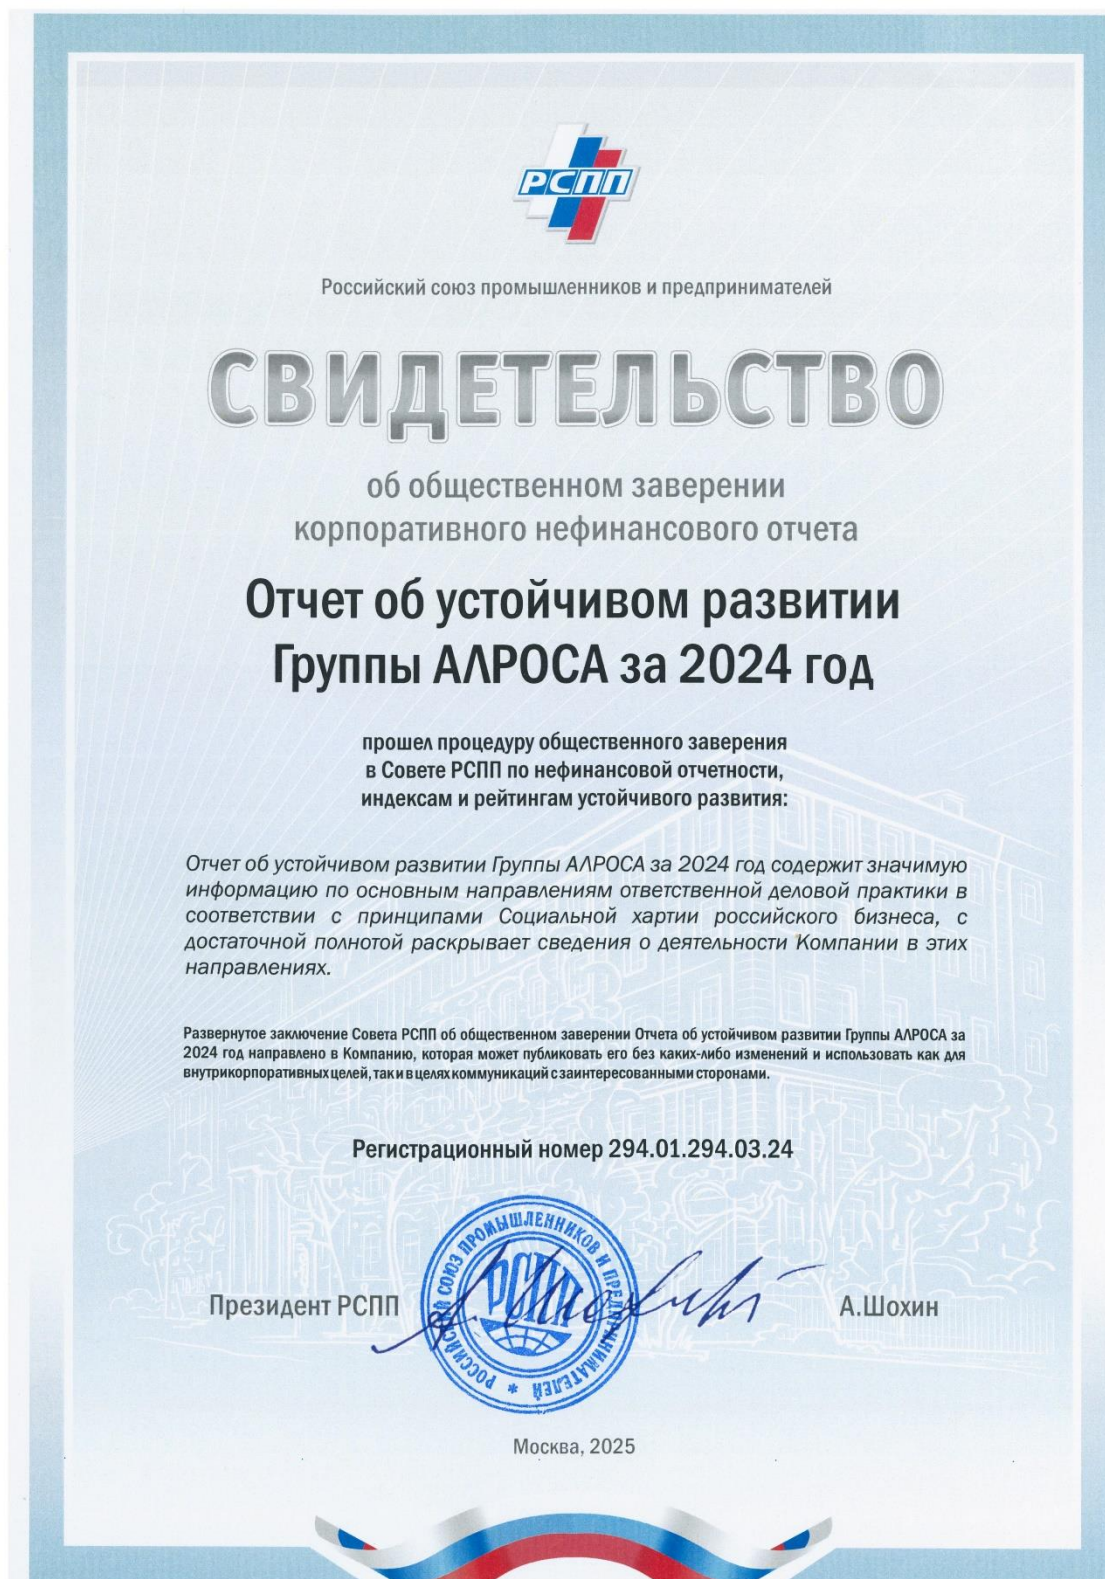 РСПП
Российский союз промышленников и предпринимателей
СВИДЕТЕЛЬСТВО
об общественном заверении
корпоративного нефинансового отчета
Отчет об устойчивом развитии
Группы АЛРОСА за 2024 год
прошел процедуру общественного заверения
в Совете РСПП по нефинансовой отчетности,
индексам и рейтингам устойчивого развития:
Отчет об устойчивом развитии Группы АЛРОСА за 2024 год содержит значимую
информацию по основным направлениям ответственной деловой практики в
соответствии с принципами Социальной хартии российского бизнеса, с
достаточной полнотой раскрывает сведения о деятельности Компании в этих
направлениях.
Развернутое заключение Совета РСПП об общественном заверении Отчета об устойчивом развитии Группы АЛРОСА за
2024 год направлено в Компанию, которая может публиковать его без каких-либо изменений и использовать как для
внутрикорпоративных целей, так и в целях коммуникаций с заинтересованными сторонами.
Регистрационный номер 294.01.294.03.24
РОССИЙСКИЙ СОЮЗ ПРОМЫШЛЕННИКОВ И ПРЕДПРИНИМАТЕЛЕЙ *
РСПП
Президент РСПП
А.Шохин
Москва, 2025